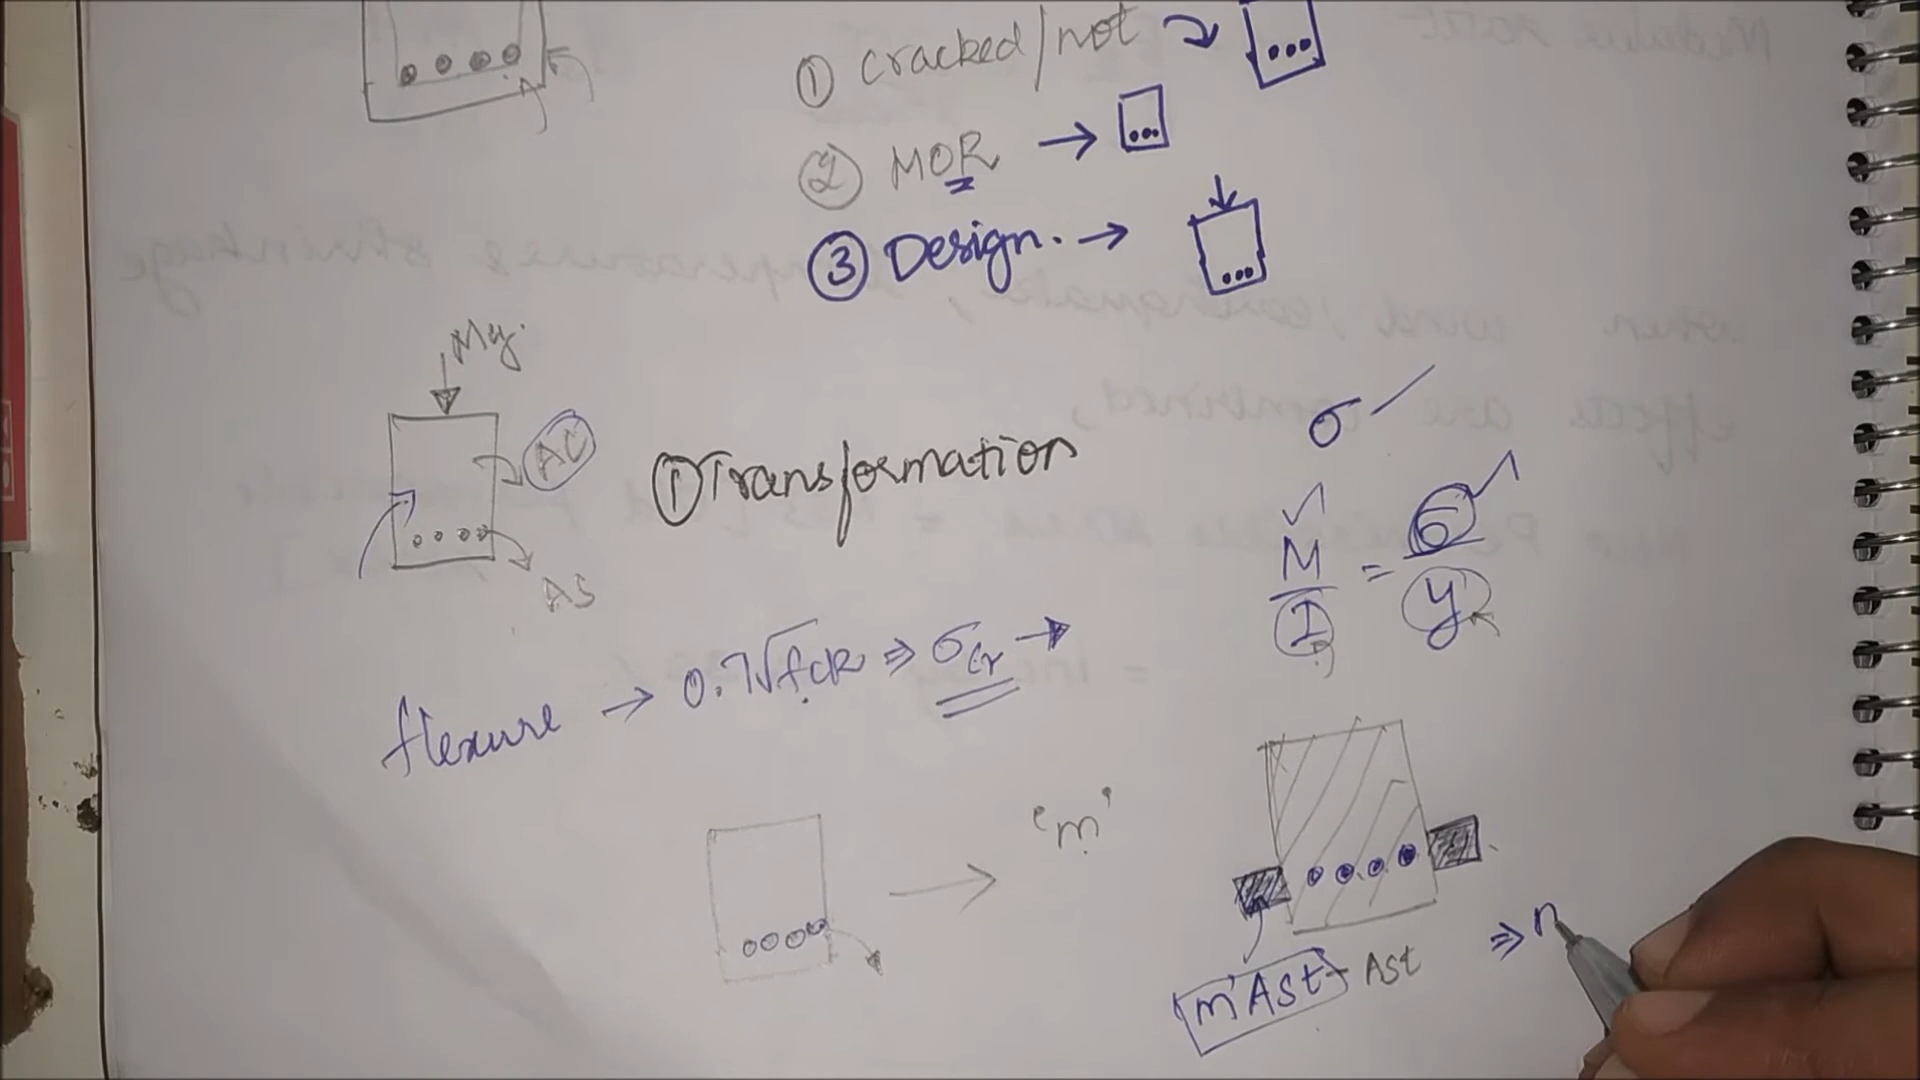 ① cracked/not
② MOR →
③ Design. →
My.
AC
① Transformation
AS
σ
M/I = σ/y
?
flexure → 0.7√fck ⇒ σcr →
'm'
m Ast - Ast ⇒